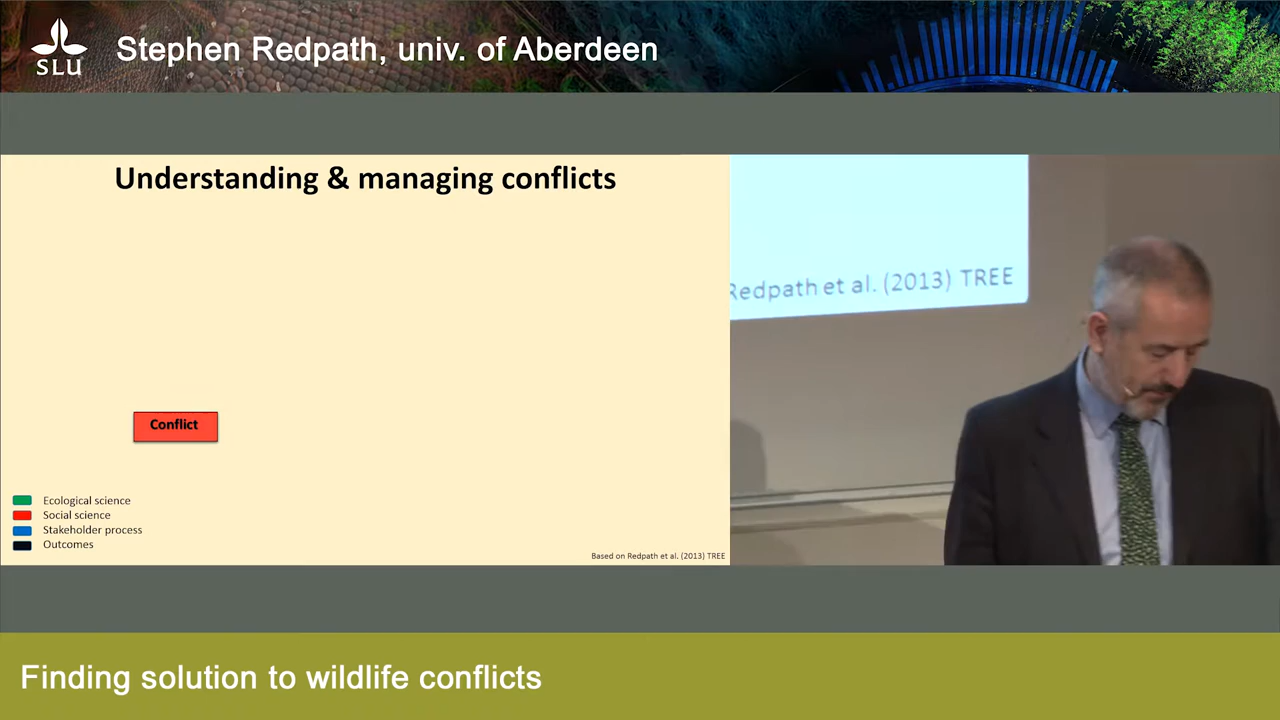 SLU
Stephen Redpath, univ. of Aberdeen
Understanding & managing conflicts
Conflict
Ecological science
Social science
Stakeholder process
Outcomes
Based on Redpath et al. (2013) TREE
Redpath et al. (2013) TREE
Finding solution to wildlife conflicts